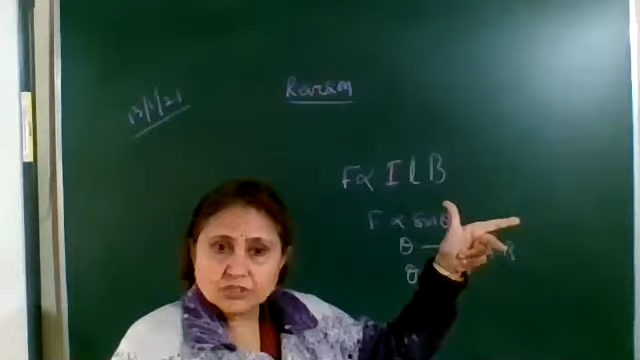 13/1/21
Revision
F∝ I l B
F ∝ sin θ
θ
θ